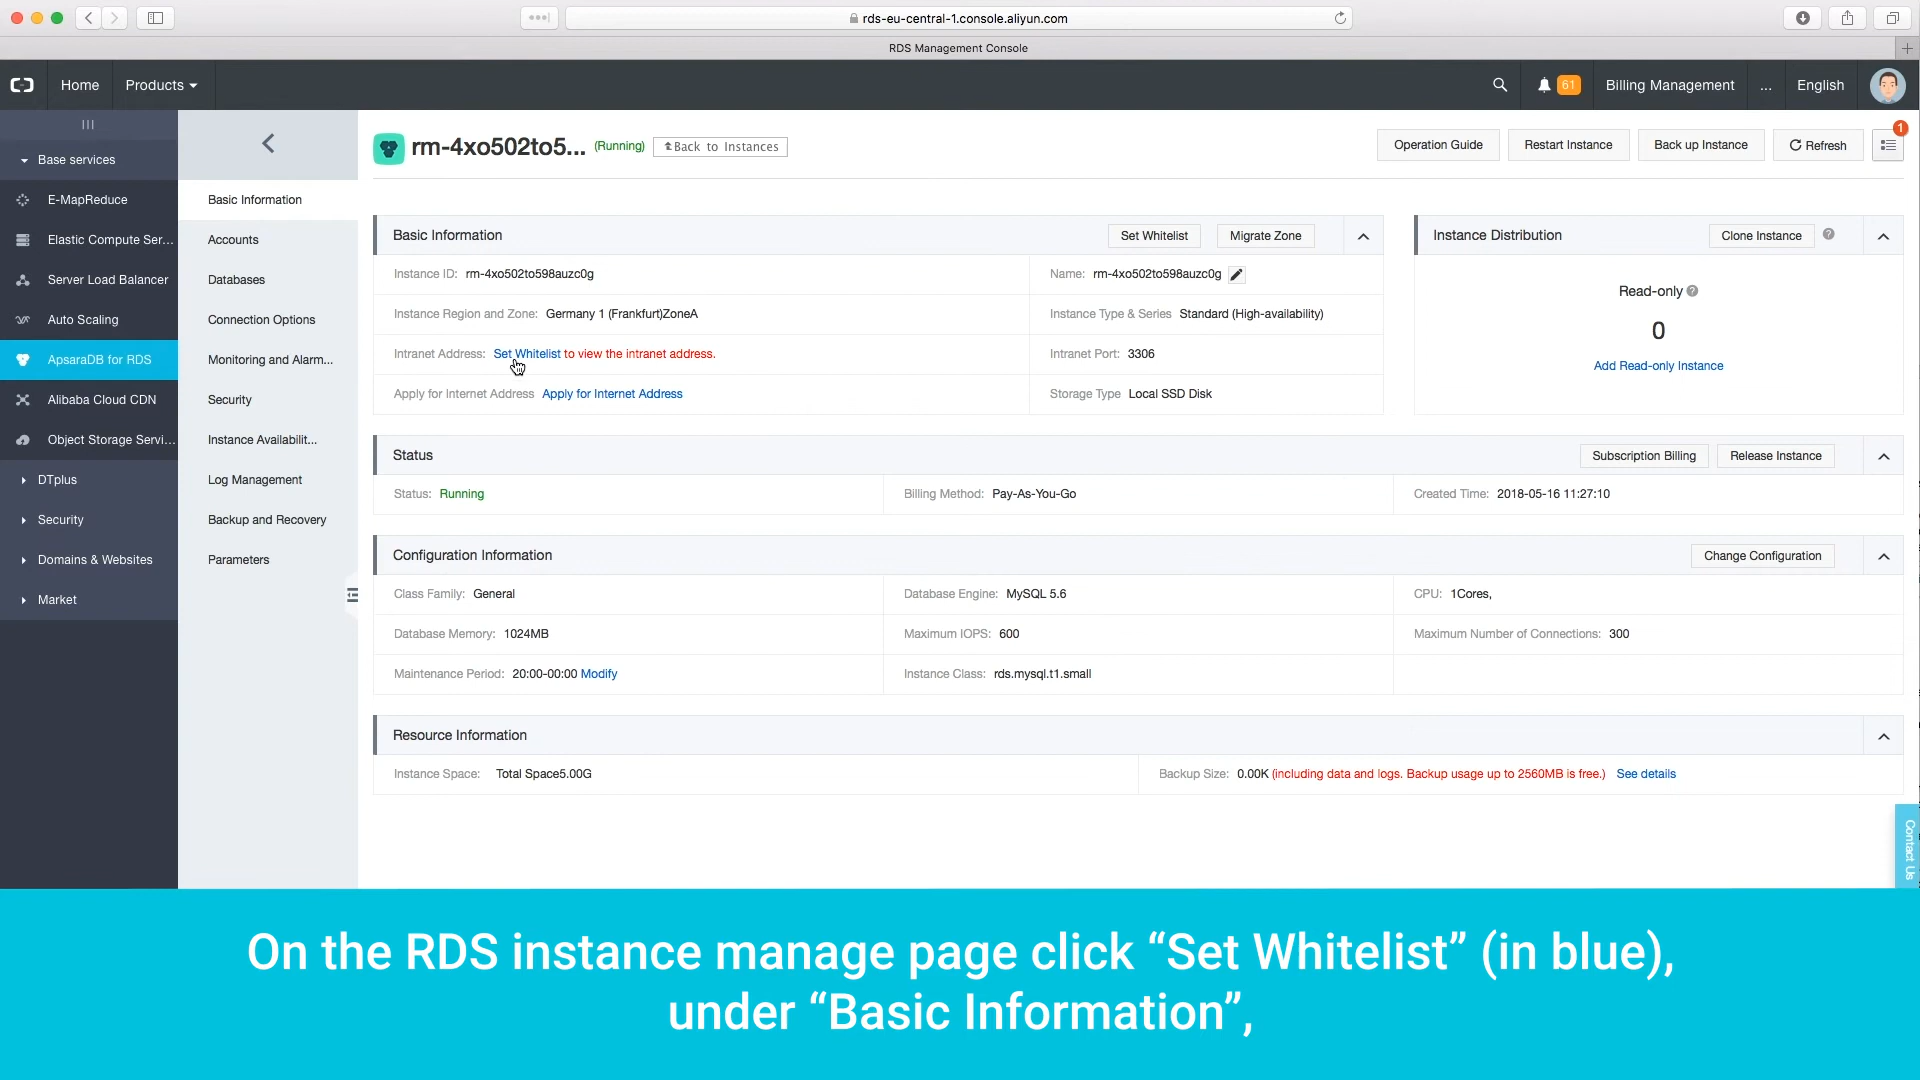 rds-eu-central-1.console.aliyun.com
RDS Management Console
Home
Products
61
Billing Management
...
English
Base services
E-MapReduce
Elastic Compute Ser...
Server Load Balancer
Auto Scaling
ApsaraDB for RDS
Alibaba Cloud CDN
Object Storage Servi...
DTplus
Security
Domains & Websites
Market
Basic Information
Accounts
Databases
Connection Options
Monitoring and Alarm...
Security
Instance Availabilit...
Log Management
Backup and Recovery
Parameters
rm-4xo502to5... (Running) Back to Instances
Operation Guide
Restart Instance
Back up Instance
Refresh
1
Basic Information
Set Whitelist
Migrate Zone
Instance ID: rm-4xo502to598auzc0g
Name: rm-4xo502to598auzc0g
Instance Region and Zone: Germany 1 (Frankfurt)ZoneA
Instance Type & Series Standard (High-availability)
Intranet Address: Set Whitelist to view the intranet address.
Intranet Port: 3306
Apply for Internet Address Apply for Internet Address
Storage Type Local SSD Disk
Instance Distribution
Clone Instance
Read-only
0
Add Read-only Instance
Status
Subscription Billing
Release Instance
Status: Running
Billing Method: Pay-As-You-Go
Created Time: 2018-05-16 11:27:10
Configuration Information
Change Configuration
Class Family: General
Database Engine: MySQL 5.6
CPU: 1Cores,
Database Memory: 1024MB
Maximum IOPS: 600
Maximum Number of Connections: 300
Maintenance Period: 20:00-00:00 Modify
Instance Class: rds.mysql.t1.small
Resource Information
Instance Space: Total Space5.00G
Backup Size: 0.00K (including data and logs. Backup usage up to 2560MB is free.) See details
Contact Us
On the RDS instance manage page click “Set Whitelist” (in blue),
under “Basic Information”,